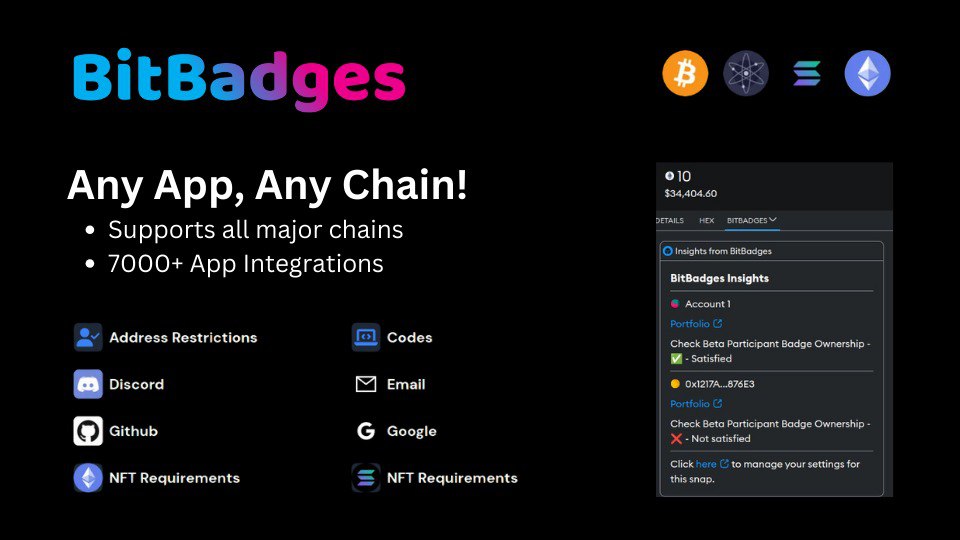 BitBadges
Any App, Any Chain!
Supports all major chains
7000+ App Integrations
Address Restrictions
Codes
Discord
Email
Github
Google
NFT Requirements
NFT Requirements
10
$34,404.60
DETAILS HEX BITBADGES
Insights from BitBadges
BitBadges Insights
Account 1
Portfolio
Check Beta Participant Badge Ownership -
✅ - Satisfied
0x1217A...876E3
Portfolio
Check Beta Participant Badge Ownership -
❌ - Not satisfied
Click here to manage your settings for
this snap.